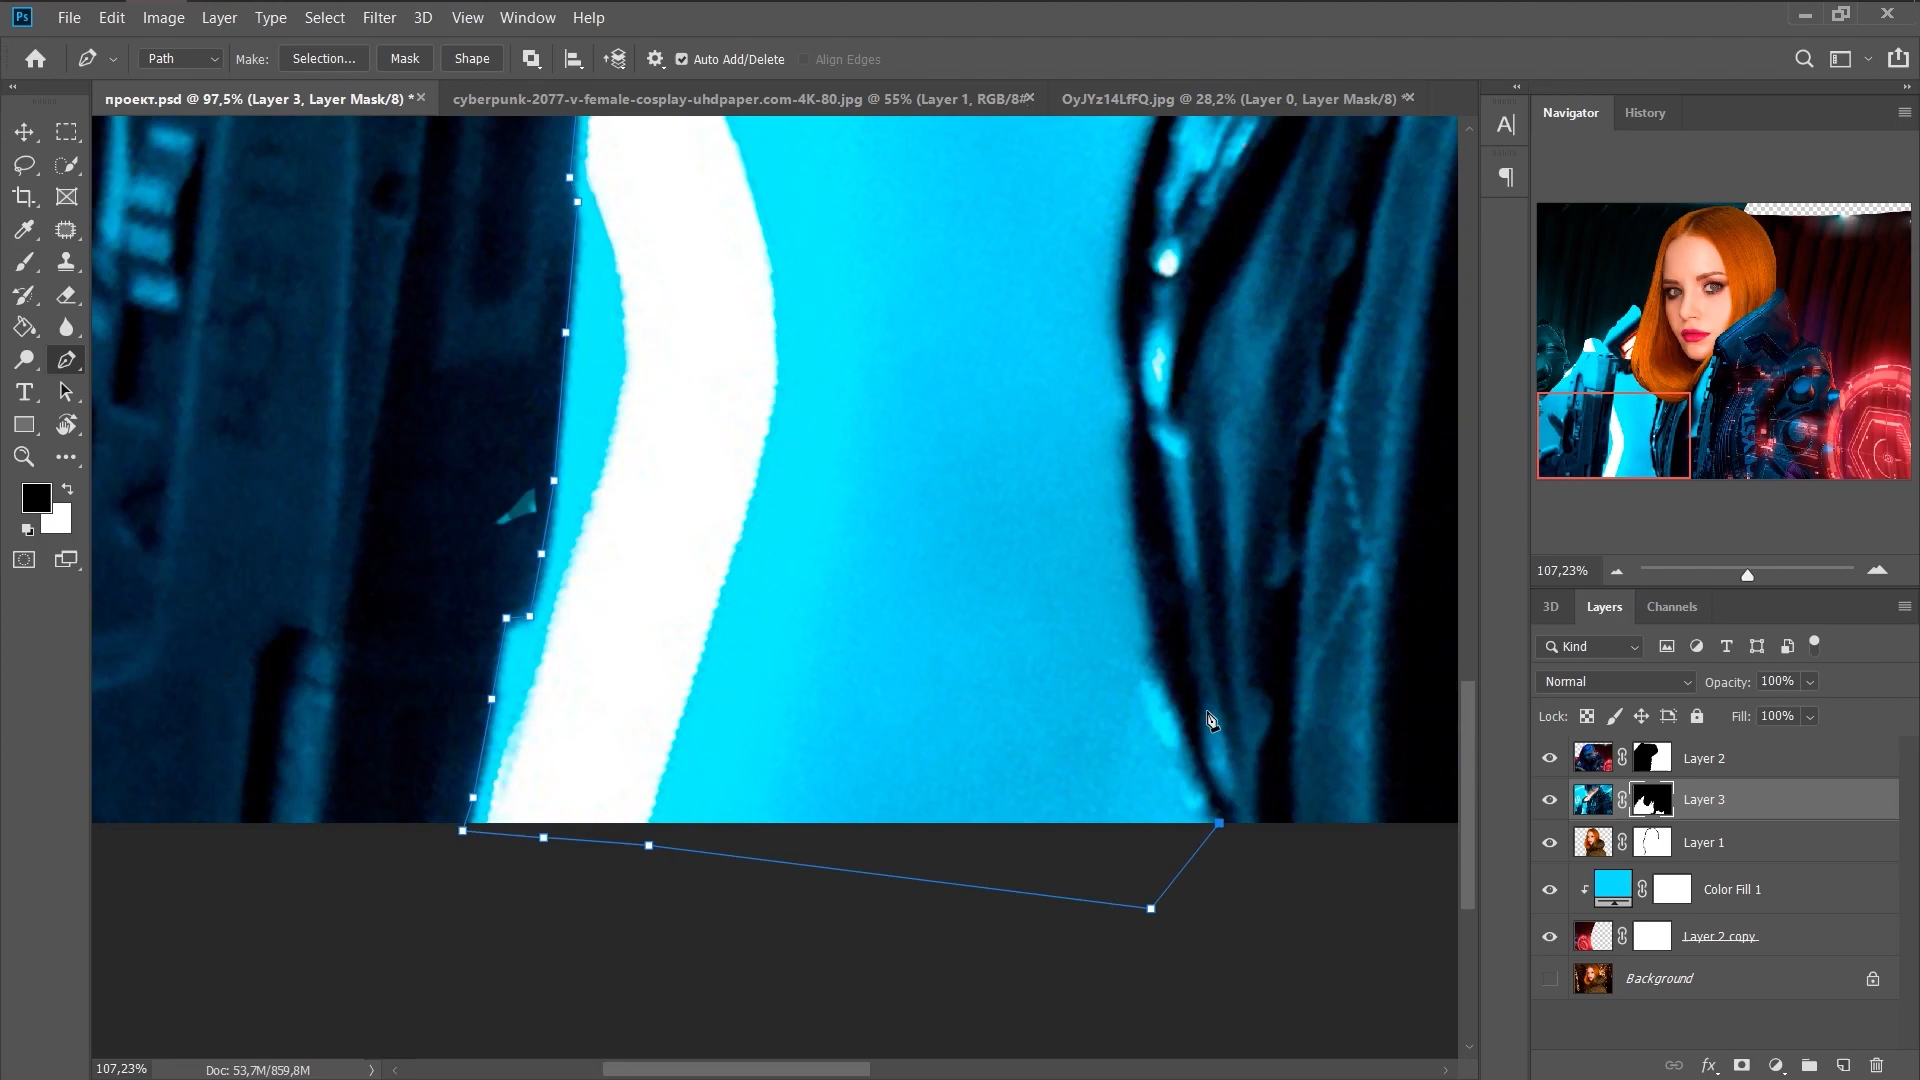 Ps File Edit Image Layer Type Select Filter 3D View Window Help
Path Make: Selection... Mask Shape Auto Add/Delete Align Edges
проект.psd @ 97,5% (Layer 3, Layer Mask/8) * cyberpunk-2077-v-female-cosplay-uhdpaper.com-4K-80.jpg @ 55% (Layer 1, RGB/8# OyJYz14LfFQ.jpg @ 28,2% (Layer 0, Layer Mask/8) *
Navigator History
107,23%
3D Layers Channels
Kind
Normal Opacity: 100%
Lock: Fill: 100%
Layer 2
Layer 3
Layer 1
Color Fill 1
Layer 2 copy
Background
107,23% Doc: 53,7M/859,8M